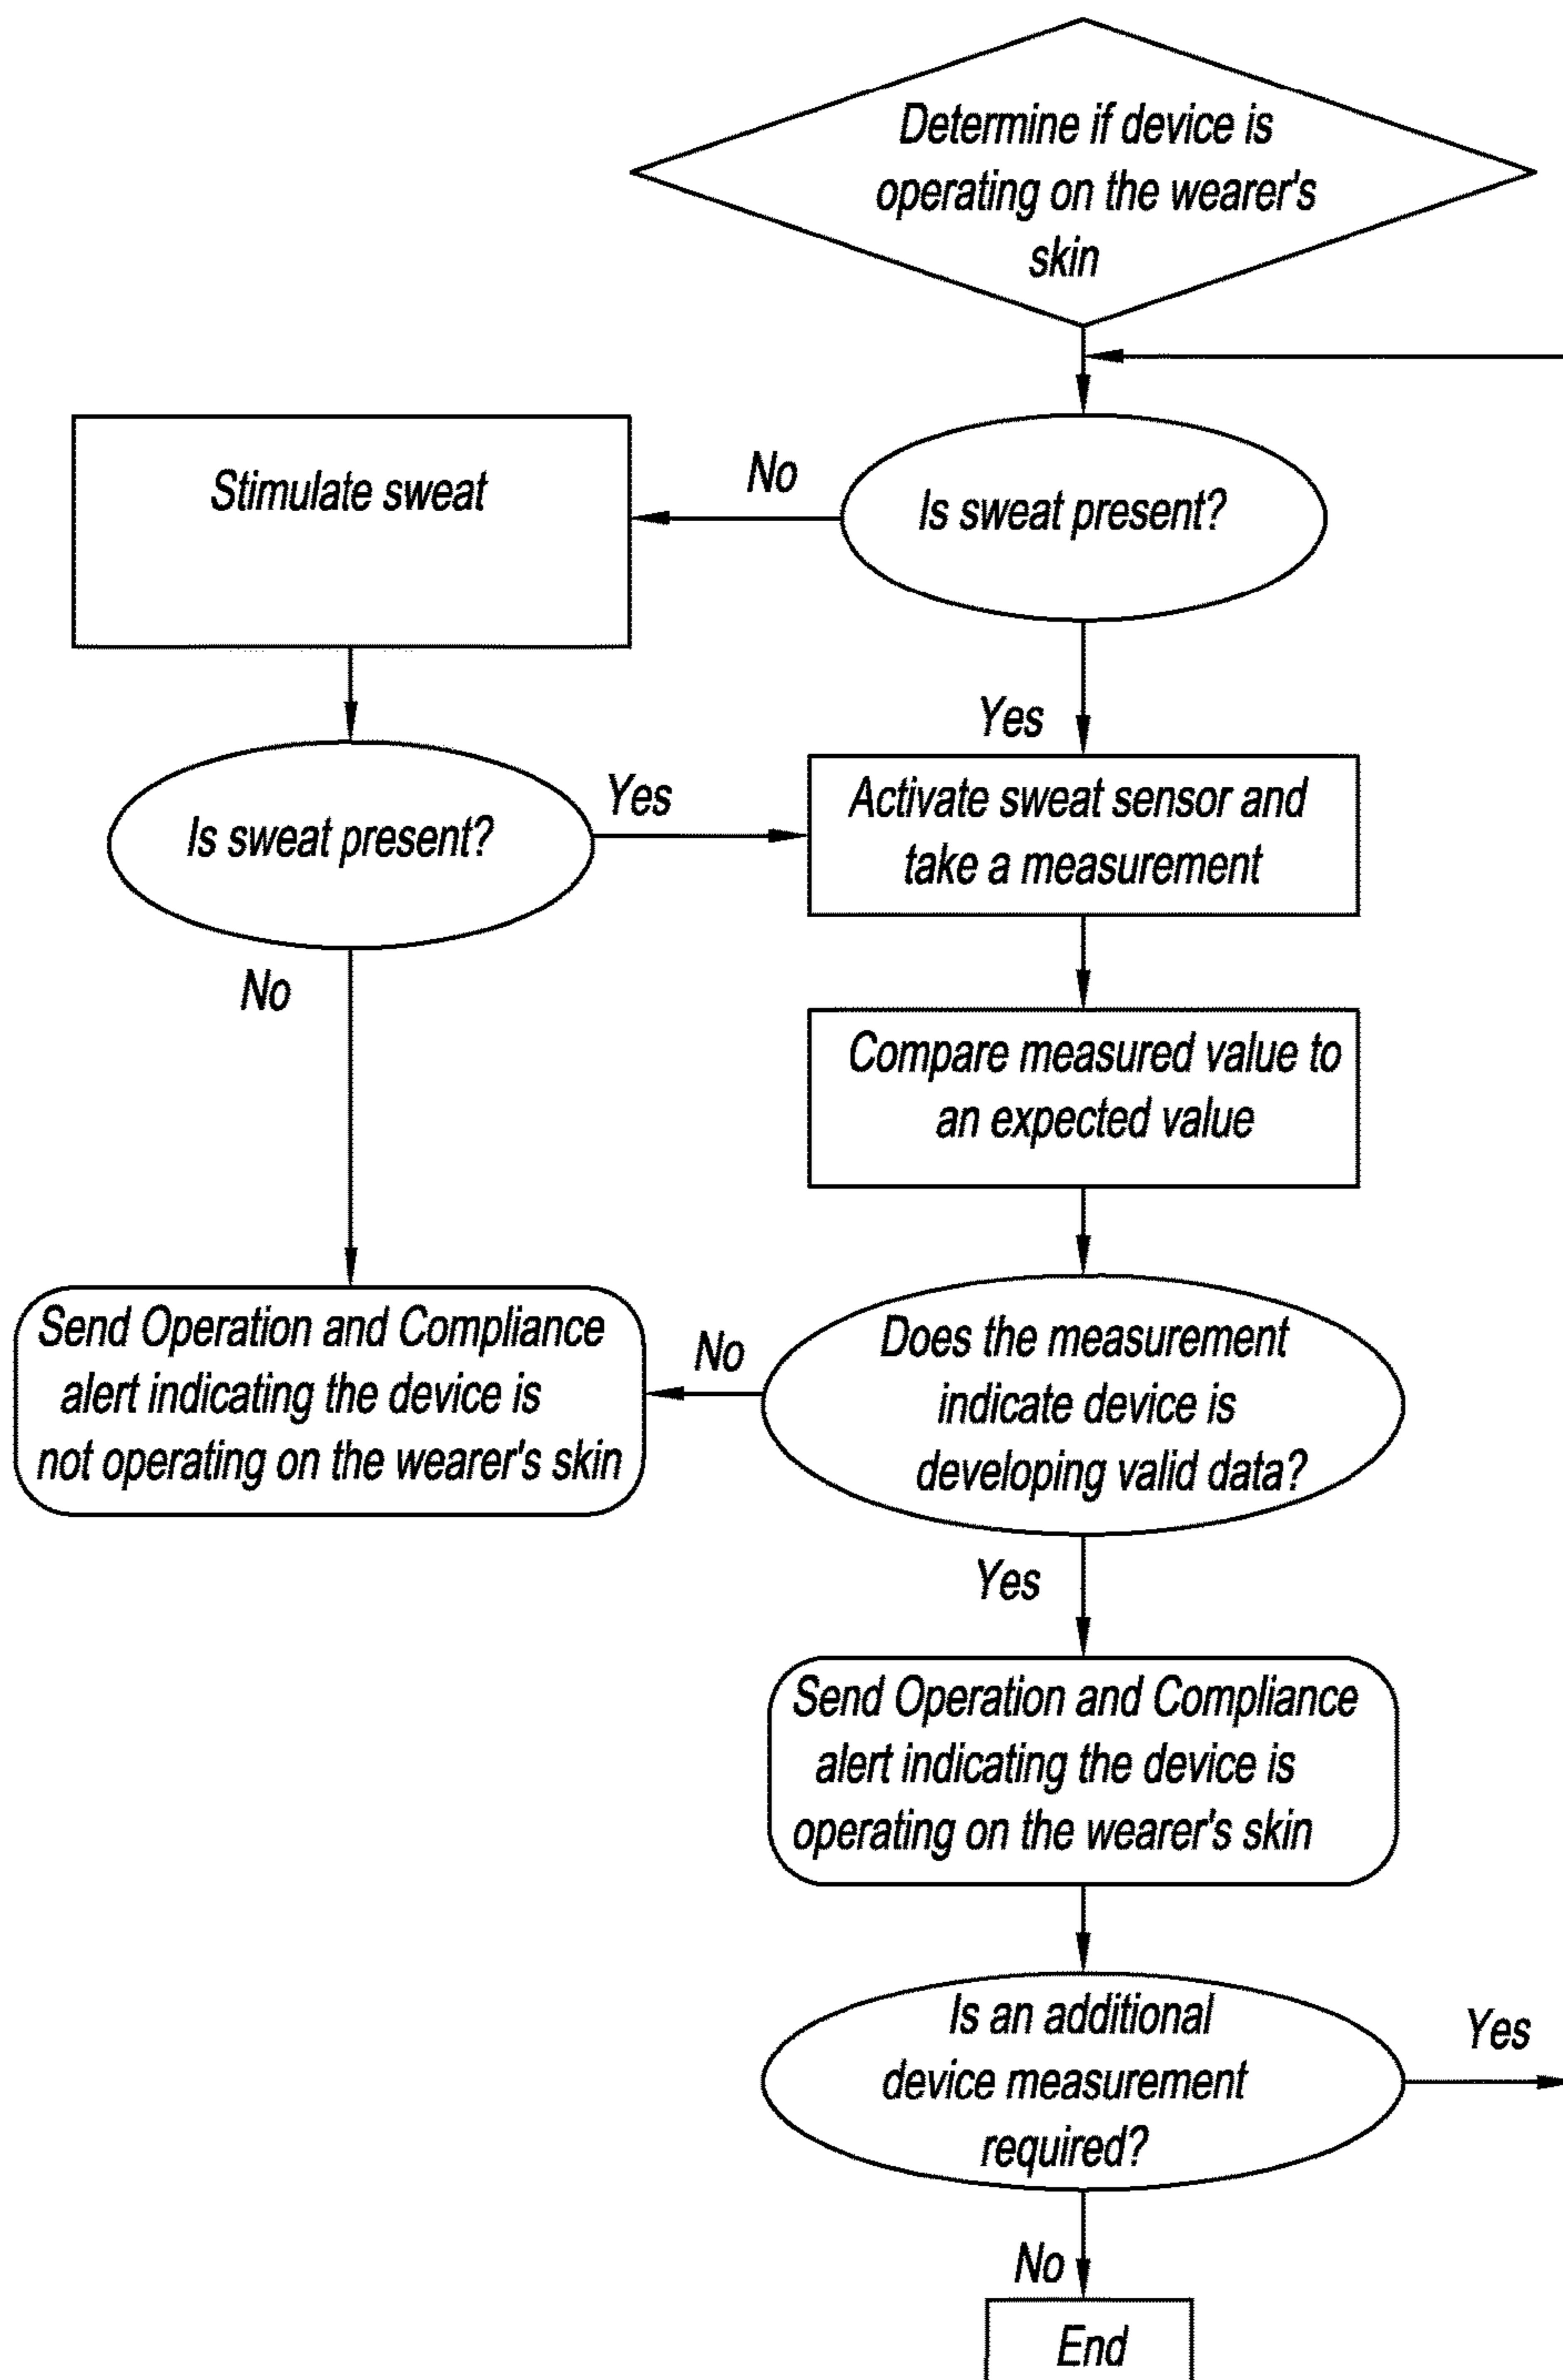 Determine if device is
operating on the wearer's
skin
Stimulate sweat
No
Is sweat present?
Yes
Is sweat present?
Yes
Activate sweat sensor and
take a measurement
No
Compare measured value to
an expected value
Send Operation and Compliance
alert indicating the device is
not operating on the wearer's skin
No
Does the measurement
indicate device is
developing valid data?
Yes
Send Operation and Compliance
alert indicating the device is
operating on the wearer's skin
Is an additional
device measurement
required?
Yes
No
End